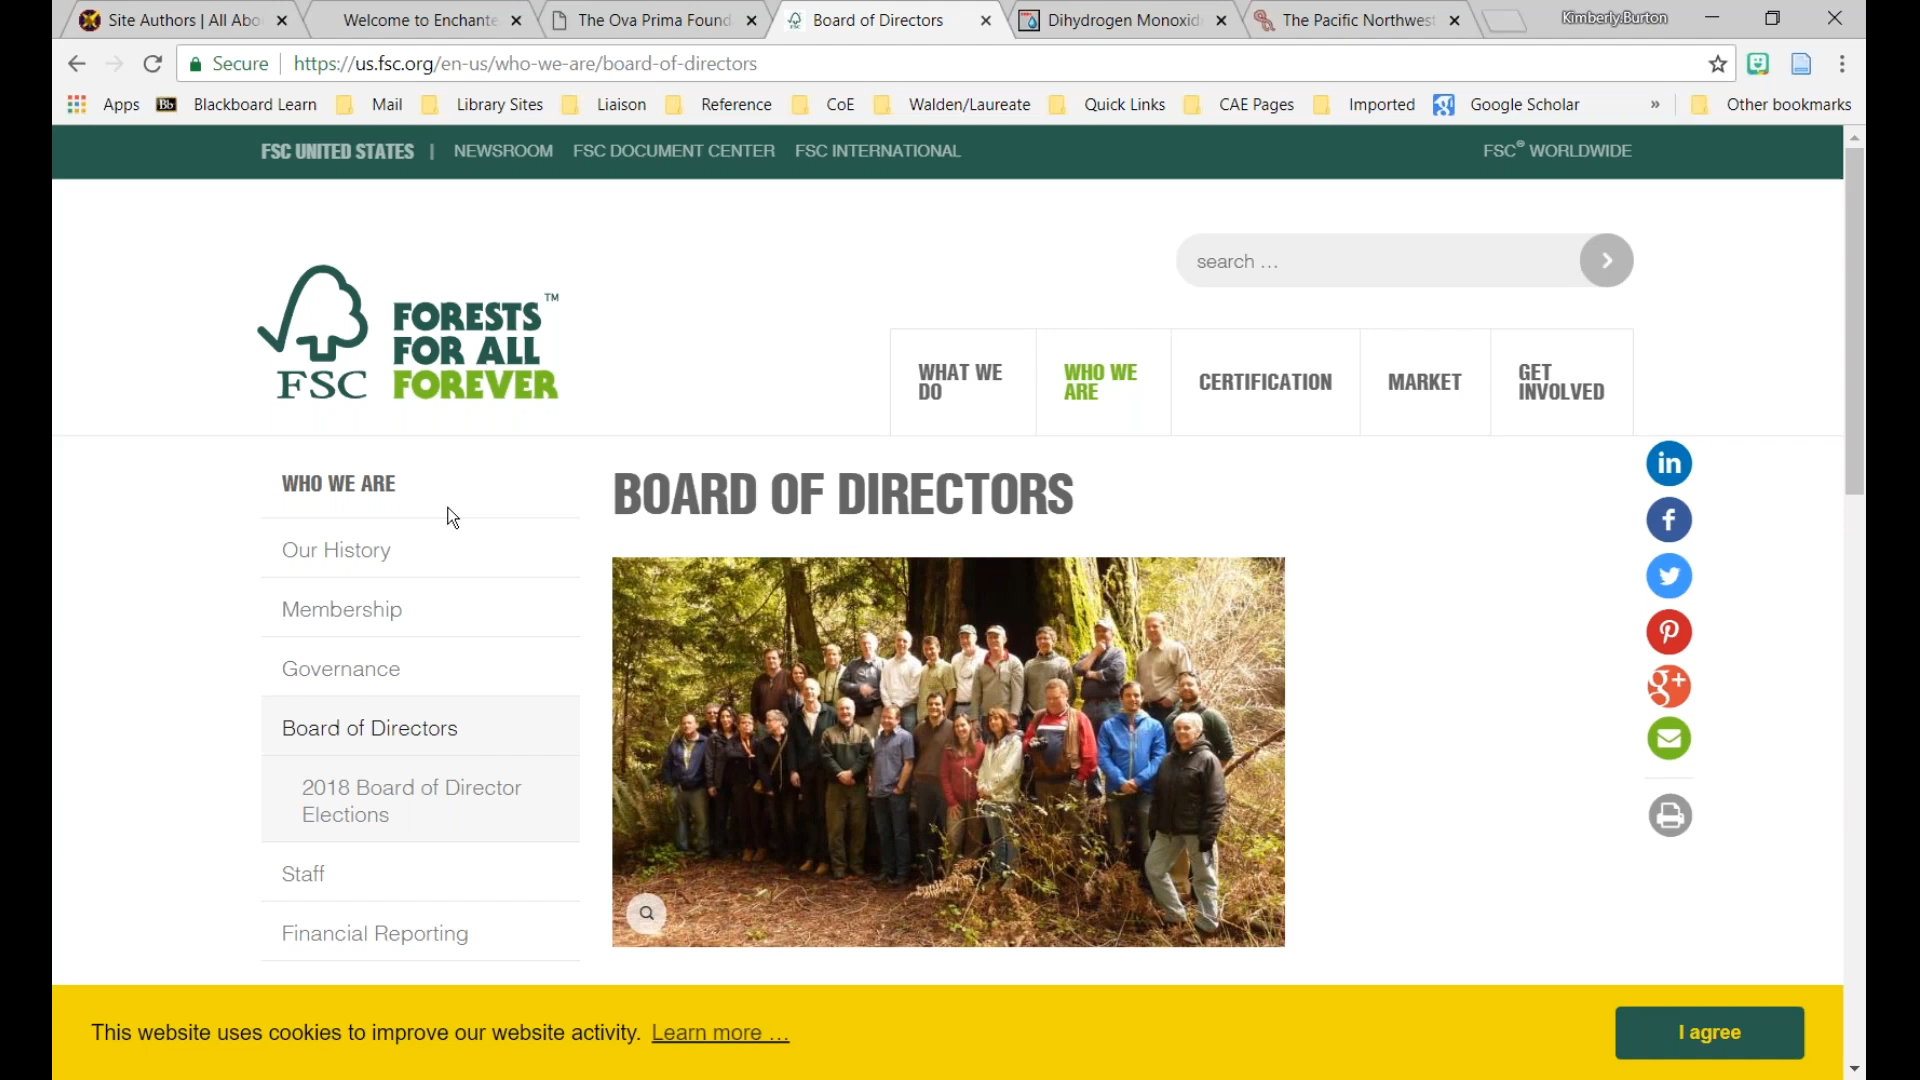 Site Authors | All Abo
Welcome to Enchante
The Ova Prima Found
Board of Directors
Dihydrogen Monoxid
The Pacific Northwest
Kimberly.Burton
Secure
https://us.fsc.org/en-us/who-we-are/board-of-directors
Apps
Bb
Blackboard Learn
Mail
Library Sites
Liaison
Reference
CoE
Walden/Laureate
Quick Links
CAE Pages
Imported
Google Scholar
»
Other bookmarks
FSC UNITED STATES | NEWSROOM FSC DOCUMENT CENTER FSC INTERNATIONAL
FSC® WORLDWIDE
search ...
FSC
FORESTS™
FOR ALL
FOREVER
WHAT WE
DO
WHO WE
ARE
CERTIFICATION
MARKET
GET
INVOLVED
WHO WE ARE
Our History
Membership
Governance
Board of Directors
2018 Board of Director
Elections
Staff
Financial Reporting
BOARD OF DIRECTORS
in
f
g+
This website uses cookies to improve our website activity. Learn more ...
I agree